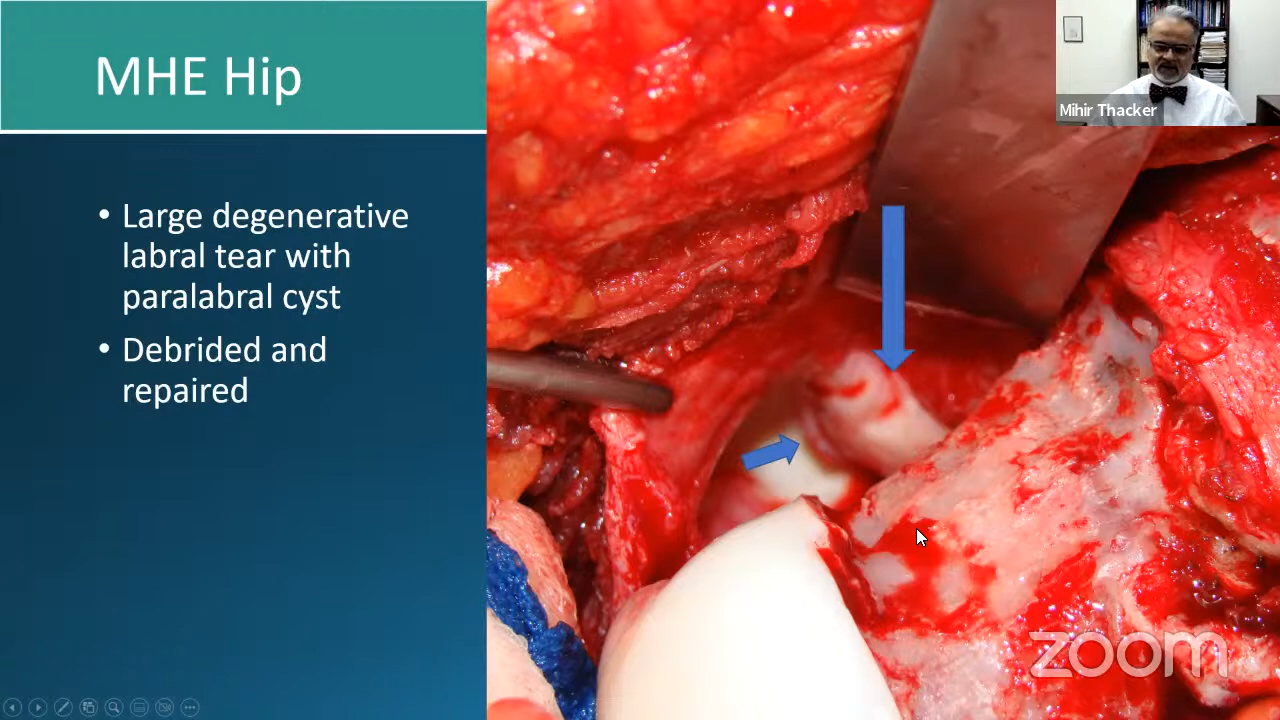 MHE Hip
Mihir Thacker
• Large degenerative
labral tear with
paralabral cyst
• Debrided and
repaired
zoom